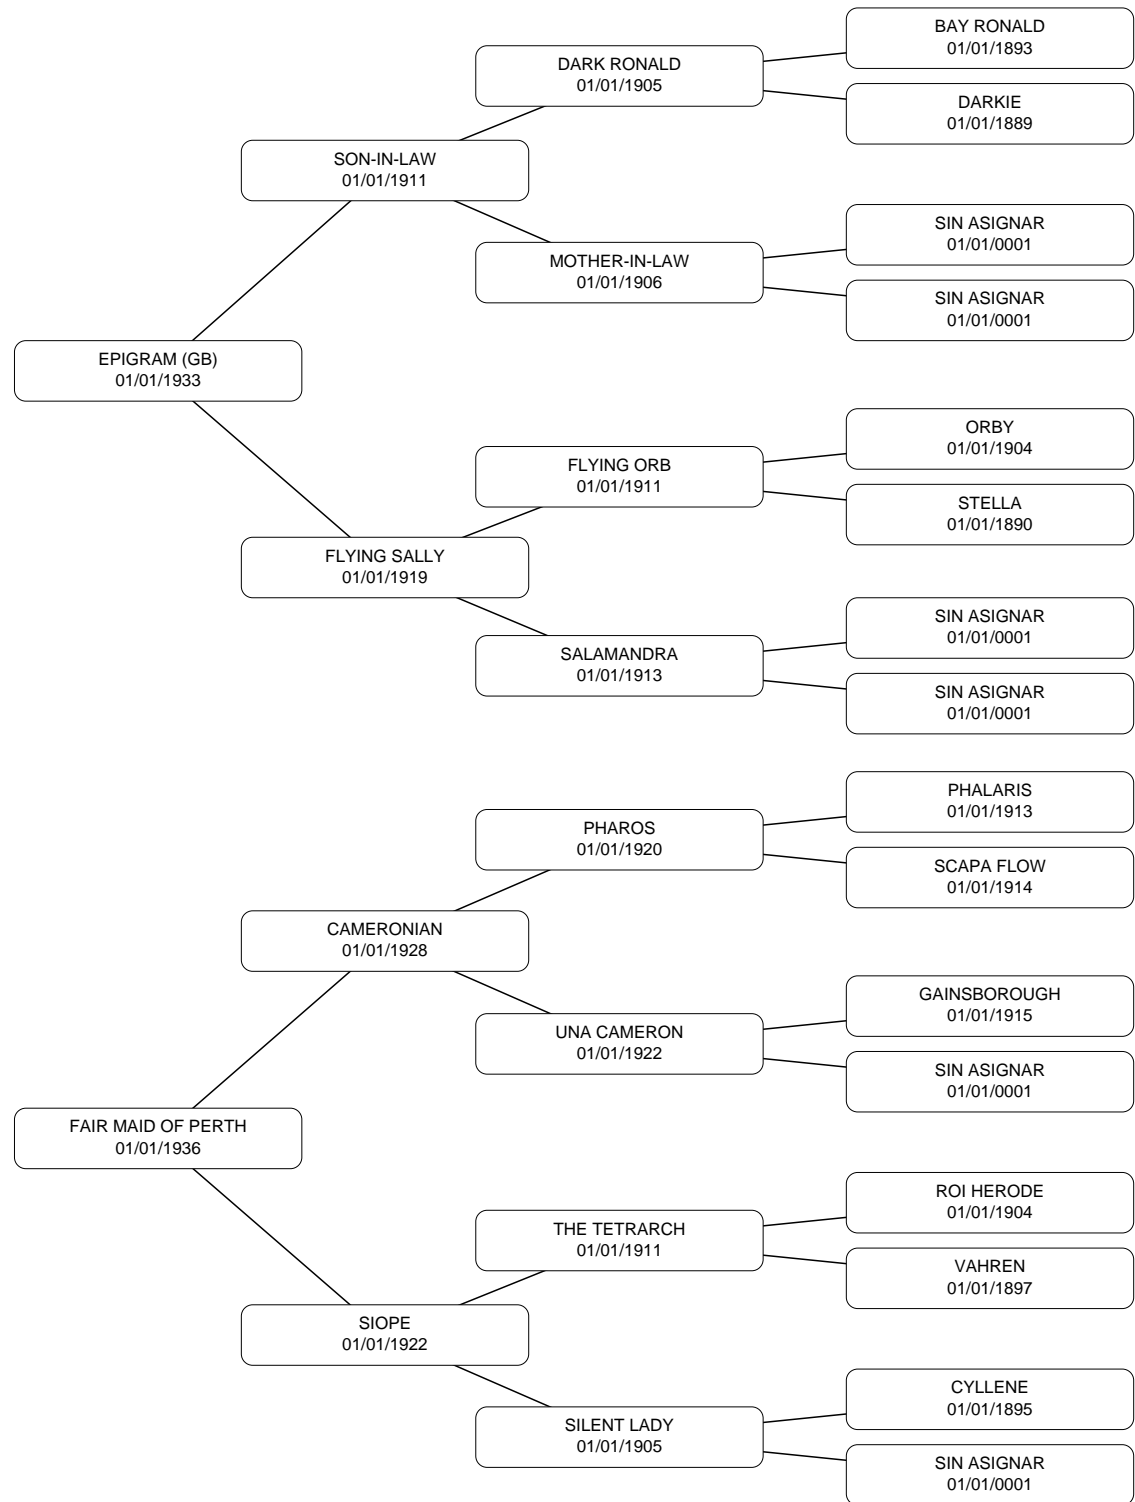 BAY RONALD
01/01/1893
DARK RONALD
01/01/1905
DARKIE
01/01/1889
SON-IN-LAW
01/01/1911
SIN ASIGNAR
01/01/0001
MOTHER-IN-LAW
01/01/1906
SIN ASIGNAR
01/01/0001
EPIGRAM (GB)
01/01/1933
ORBY
01/01/1904
FLYING ORB
01/01/1911
STELLA
01/01/1890
FLYING SALLY
01/01/1919
SIN ASIGNAR
01/01/0001
SALAMANDRA
01/01/1913
SIN ASIGNAR
01/01/0001
PHALARIS
01/01/1913
PHAROS
01/01/1920
SCAPA FLOW
01/01/1914
CAMERONIAN
01/01/1928
GAINSBOROUGH
01/01/1915
UNA CAMERON
01/01/1922
SIN ASIGNAR
01/01/0001
FAIR MAID OF PERTH
01/01/1936
ROI HERODE
01/01/1904
THE TETRARCH
01/01/1911
VAHREN
01/01/1897
SIOPE
01/01/1922
CYLLENE
01/01/1895
SILENT LADY
01/01/1905
SIN ASIGNAR
01/01/0001